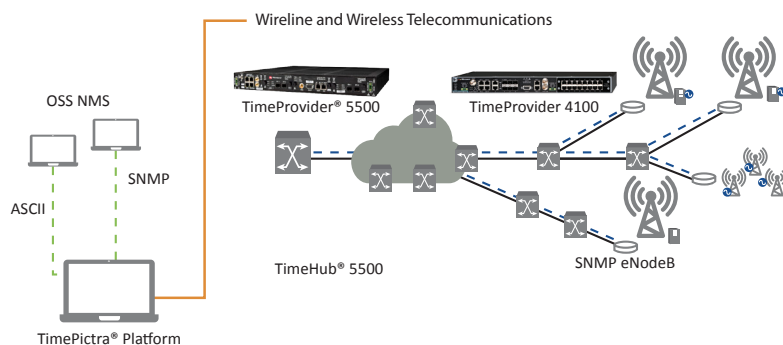 Wireline and Wireless Telecommunications
OSS NMS
TimeProvider® 5500
TimeProvider 4100
SNMP
ASCII
TimeHub® 5500
SNMP eNodeB
TimePictra® Platform